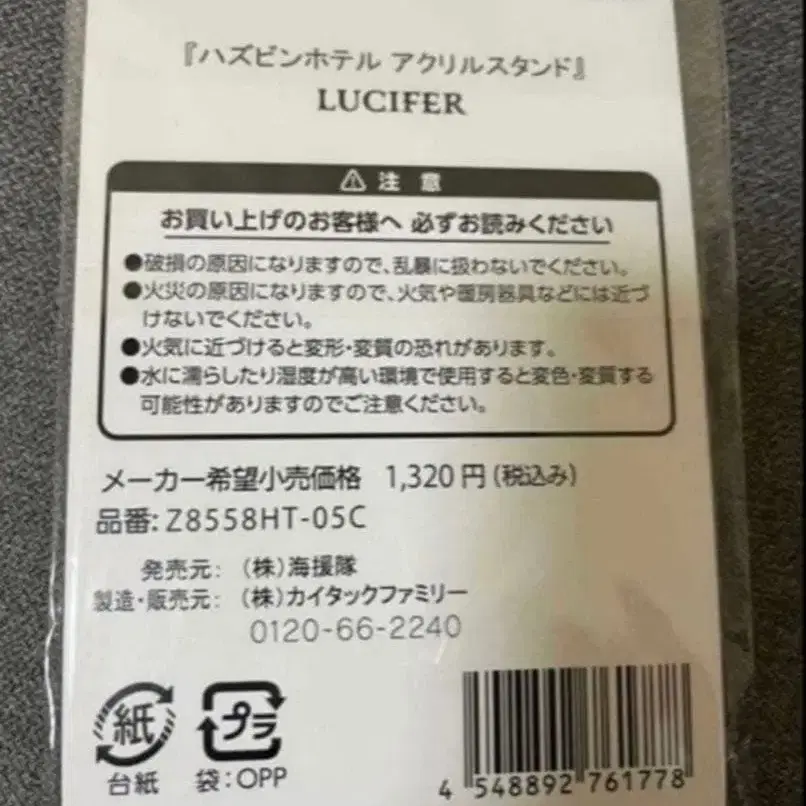 『ハズビンホテル アクリルスタンド』
LUCIFER
⚠ 注 意
お買い上げのお客様へ 必ずお読みください
●破損の原因になりますので、乱暴に扱わないでください。
●火災の原因になりますので、火気や暖房器具などには近づ
けないでください。
●火気に近づけると変形・変質の恐れがあります。
●水に濡らしたり湿度が高い環境で使用すると変色・変質する
可能性がありますのでご注意ください。
メーカー希望小売価格 1,320円(税込み)
品番:Z8558HT-05C
発売元:(株)海援隊
製造・販売元:(株)カイタックファミリー
0120-66-2240
紙 プラ
台紙 袋:OPP
4 548892 761778